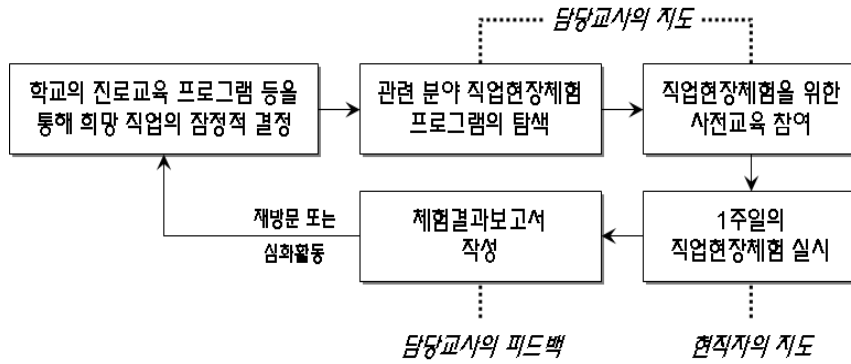 담당교사의 지도
학교의 진로교육 프로그램 등을
통해 희망 직업의 잠정적 결정
관련 분야 직업현장체험
프로그램의 탐색
직업현장체험을 위한
사전교육 참여
재방문 또는
심화활동
체험결과보고서
작성
1주일의
직업현장체험 실시
담당교사의 피드백
현직자의 지도